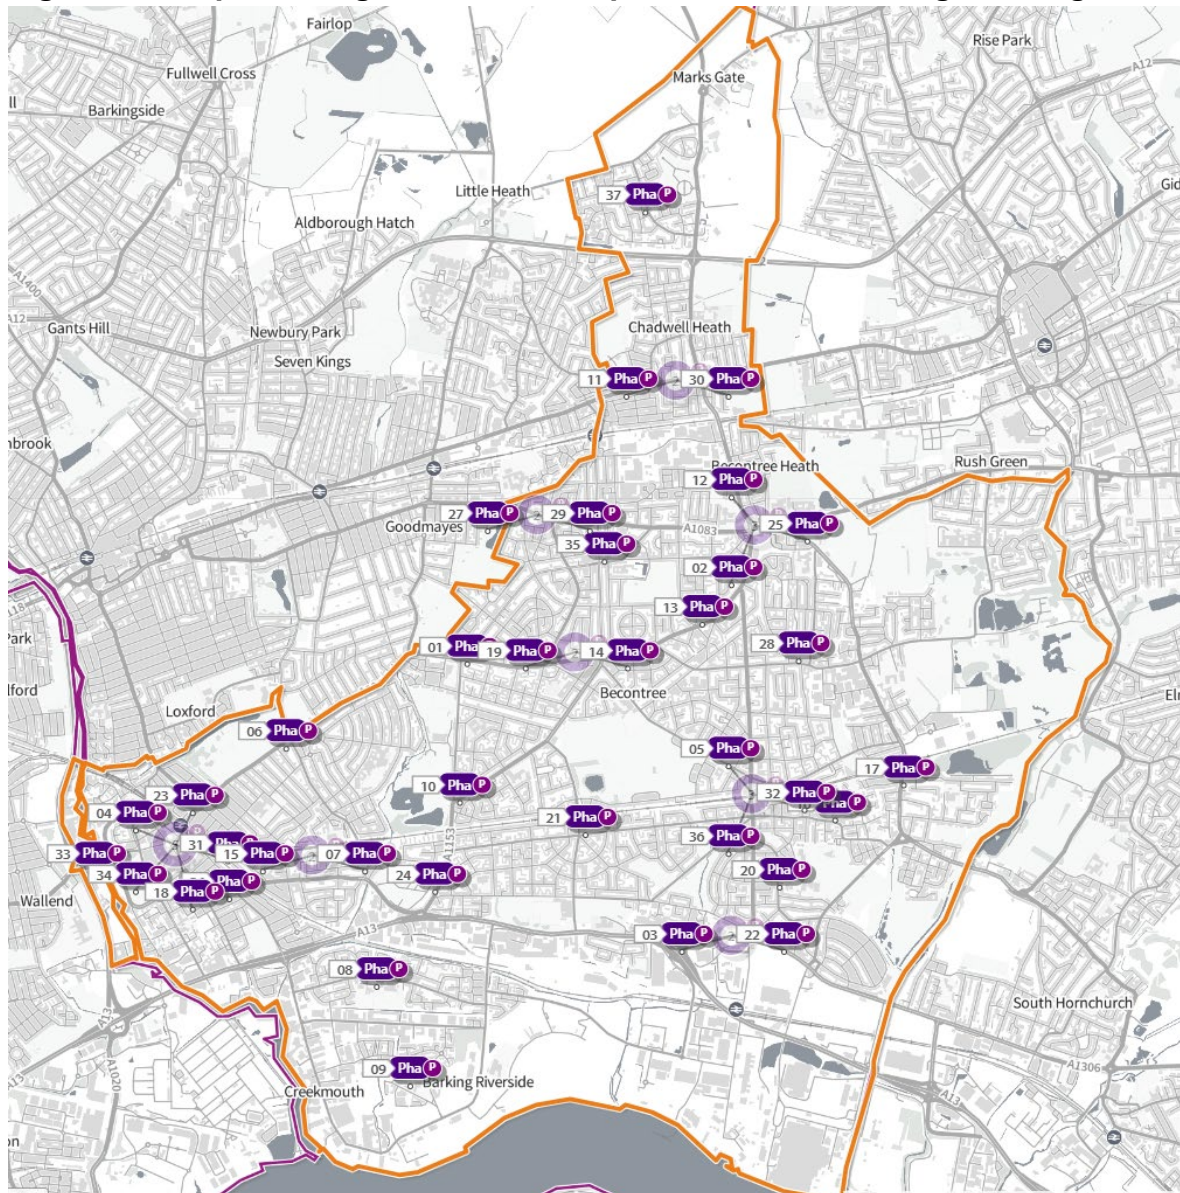 Fairlop
Rise Park
Fullwell Cross
Marks Gate
A12
Barkingside
Little Heath
37 Pha P
Aldborough Hatch
A1400
A12
Gants Hill
Newbury Park
Chadwell Heath
Seven Kings
11 Pha P
30 Pha P
nbrook
Becontree Heath
Rush Green
12 Pha P
27 Pha P
29 Pha P
Goodmayes
A1083
25 Pha P
35 Pha P
02 Pha P
13 Pha P
Park
01 Pha
19 Pha P
14 Pha P
28 Pha P
lford
Becontree
Loxford
06 Pha P
05 Pha P
17 Pha P
23 Pha P
10 Pha P
32 Pha P
Pha P
04 Pha P
21 Pha P
36 Pha P
31 Pha
33 Pha P
15 Pha P
07 Pha P
A1153
34 Pha P
24 Pha P
20 Pha P
Wallend
18 Pha P
Pha P
A13
03 Pha P
22 Pha P
08 Pha P
South Hornchurch
A13
A1306
09 Pha P
Barking Riverside
A1020
Creekmouth
A13
on